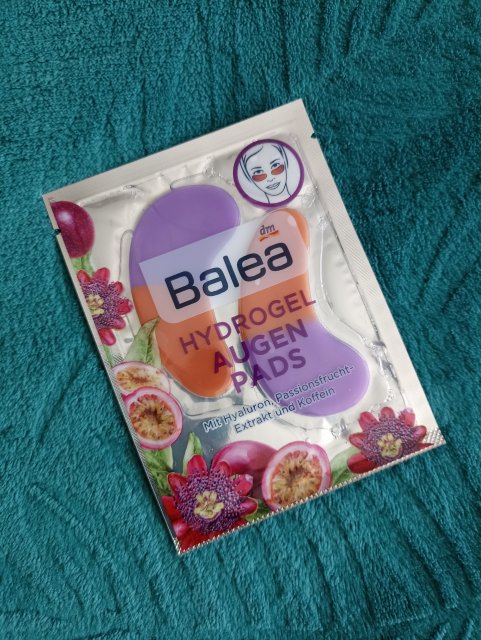 dm
Balea
HYDROGEL
AUGEN
PADS
Mit Hyaluron, Passionsfrucht-
Extrakt und Koffein